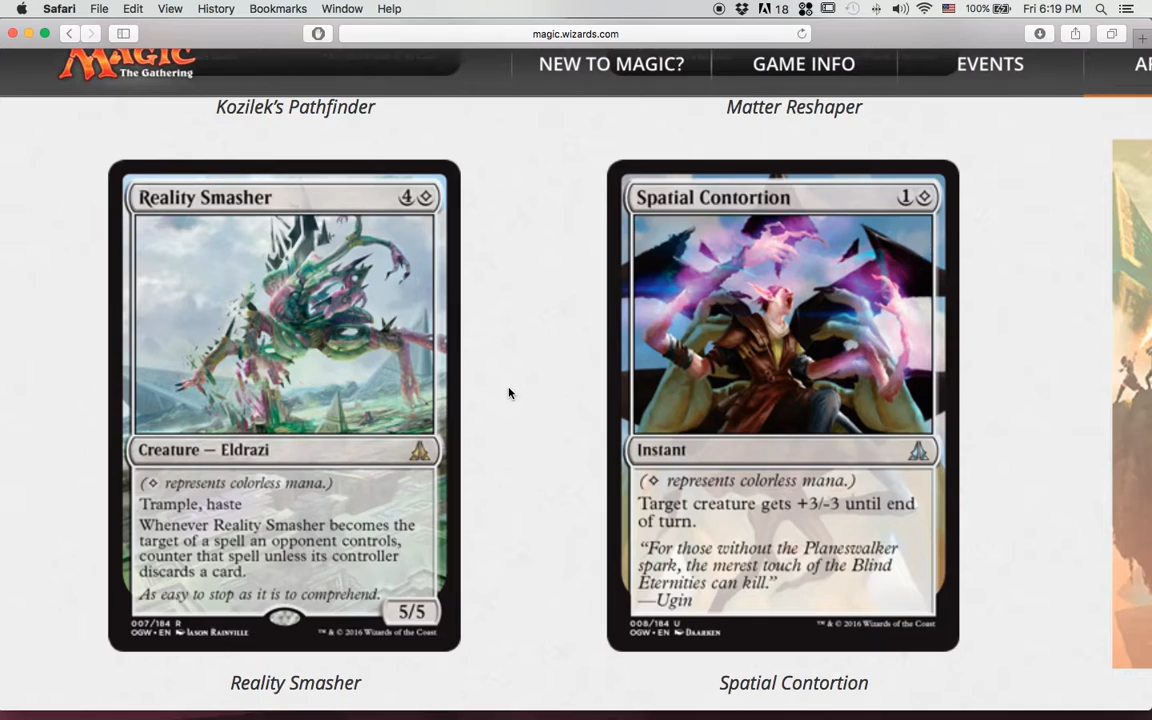 Safari File Edit View History Bookmarks Window Help
18
100%
Fri 6:19 PM
magic.wizards.com
MAGIC
The Gathering
NEW TO MAGIC?
GAME INFO
EVENTS
Kozilek's Pathfinder
Matter Reshaper
Reality Smasher 4
Creature — Eldrazi
( represents colorless mana.)
Trample, haste
Whenever Reality Smasher becomes the
target of a spell an opponent controls,
counter that spell unless its controller
discards a card.
As easy to stop as it is to comprehend.
5/5
007/184 R
OGW • EN Jason Rainville
™ & © 2016 Wizards of the Coast
Spatial Contortion 1
Instant
( represents colorless mana.)
Target creature gets +3/-3 until end
of turn.
“For those without the Planeswalker
spark, the merest touch of the Blind
Eternities can kill.”
—Ugin
008/184 U
OGW • EN Daarken
™ & © 2016 Wizards of the Coast
Reality Smasher
Spatial Contortion